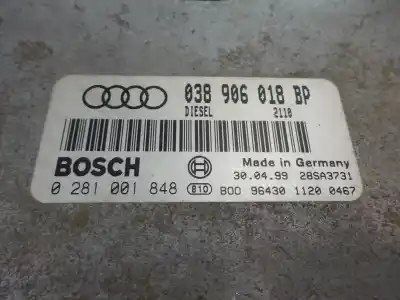 038 906 018 BP
DIESEL 2110
BOSCH
Made in Germany
30.04.99 28SA3731
0 281 001 848 B10 B00 96430 1120 0467